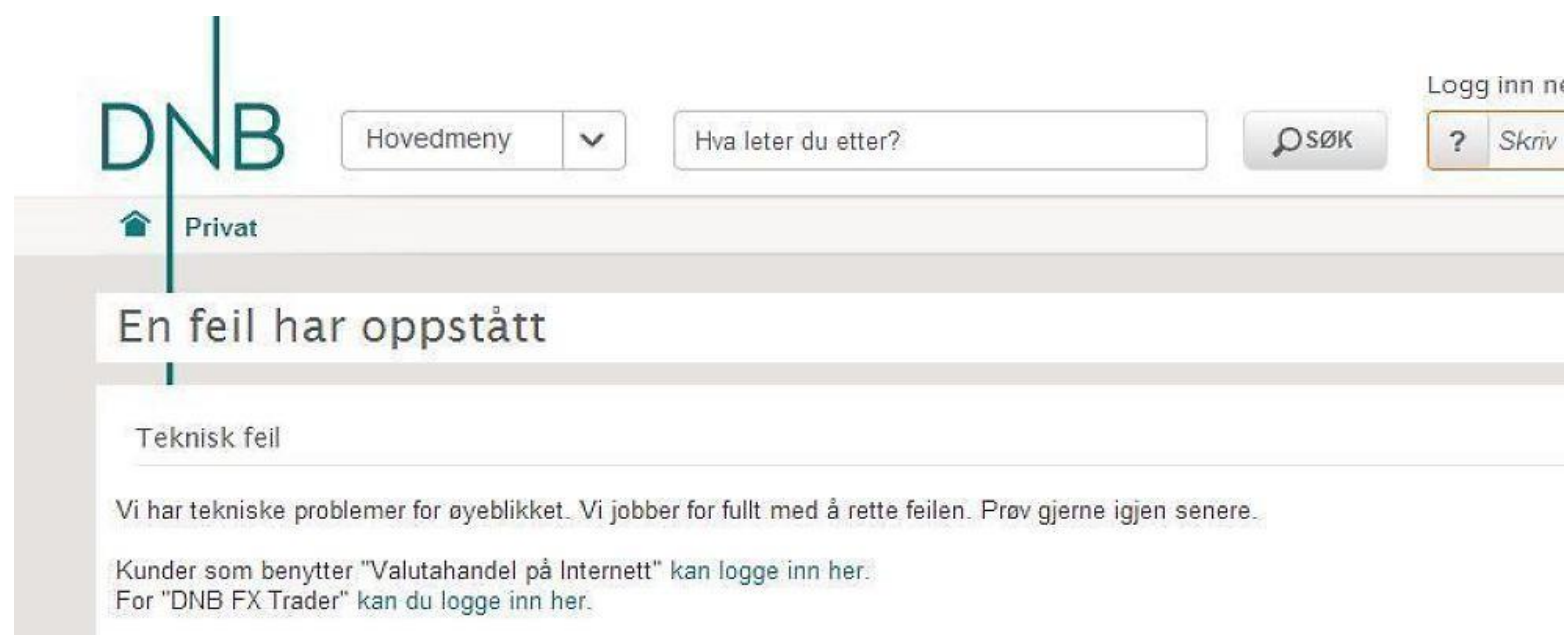 Logg inn
DNB
Hovedmeny
Hva leter du etter?
SØK
? Skriv
Privat
En feil har oppstått
Teknisk feil
Vi har tekniske problemer for øyeblikket. Vi jobber for fullt med å rette feilen. Prøv gjerne igjen senere.
Kunder som benytter "Valutahandel på Internett" kan logge inn her.
For "DNB FX Trader" kan du logge inn her.